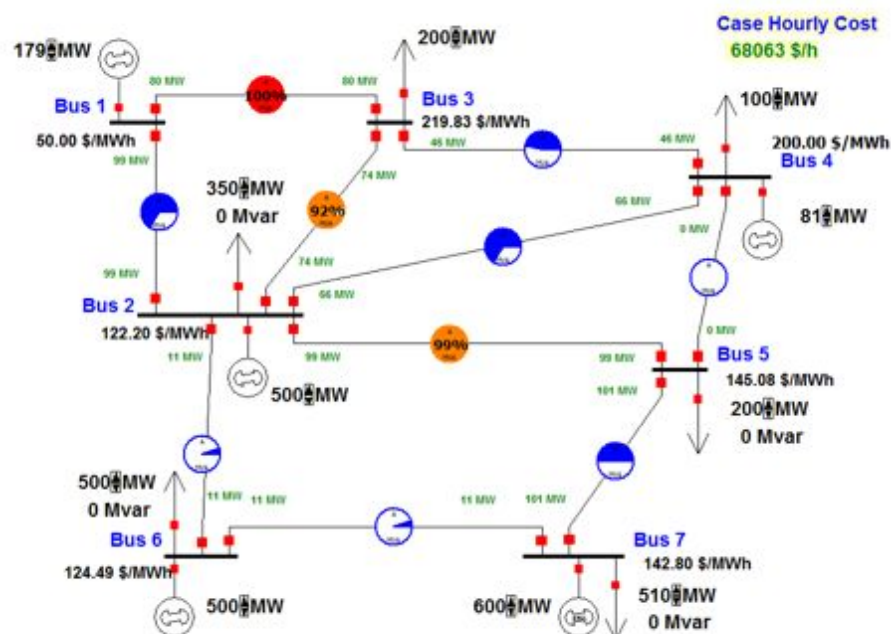 Case Hourly Cost
68063 $/h
179 MW
200 MW
80 MW
80 MW
100%
Bus 1
Bus 3
50.00 $/MWh
219.83 $/MWh
100 MW
200.00 $/MWh
Bus 4
99 MW
46 MW
46 MW
74 MW
350 MW
0 Mvar
92%
66 MW
0 MW
81 MW
99 MW
74 MW
66 MW
Bus 2
122.20 $/MWh
11 MW
99 MW
99%
99 MW
0 MW
Bus 5
145.08 $/MWh
500 MW
101 MW
200 MW
0 Mvar
500 MW
0 Mvar
11 MW
11 MW
11 MW
101 MW
Bus 6
124.49 $/MWh
Bus 7
142.80 $/MWh
500 MW
600 MW
510 MW
0 Mvar